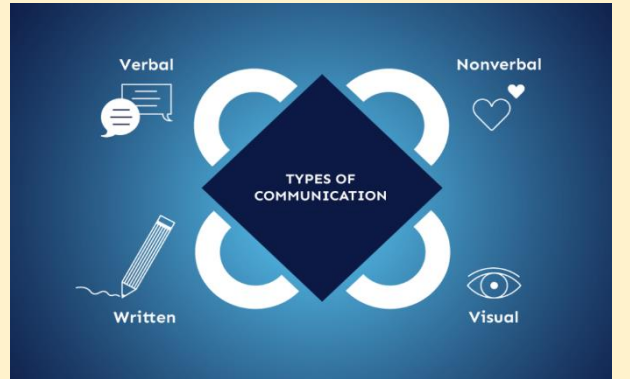 Verbal
Nonverbal
TYPES OF
COMMUNICATION
Written
Visual